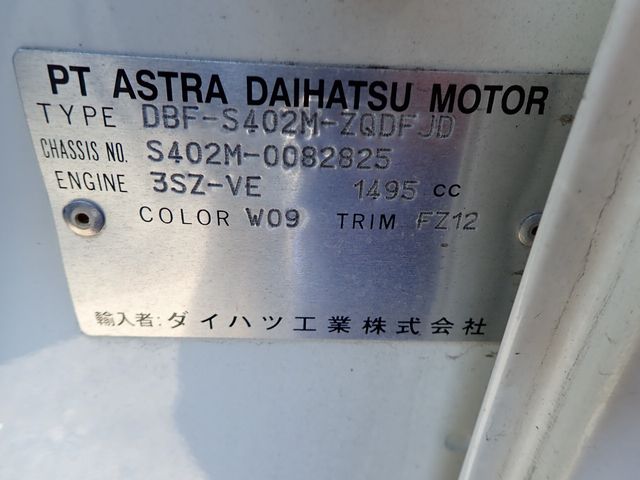 PT ASTRA DAIHATSU MOTOR
TYPE DBF-S402M-ZQDFJD
CHASSIS NO. S402M-0082825
ENGINE 3SZ-VE 1495 cc
COLOR W09 TRIM FZ12
輸入者: ダイハツ工業株式会社